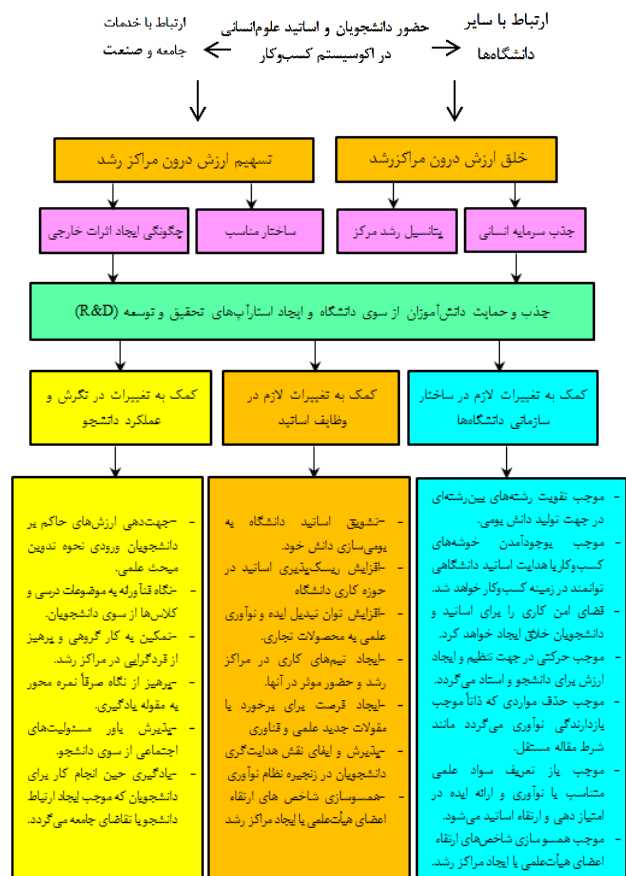 ارتباط با سایر
دانشگاه‌ها
حضور دانشجویان و اساتید علوم‌انسانی
در اکوسیستم کسب‌وکار
ارتباط با خدمات
جامعه و صنعت
خلق ارزش درون مراکزرشد
تسهیم ارزش درون مراکز رشد
جذب سرمایه انسانی
پتانسیل رشد مرکز
ساختار مناسب
چگونگی ایجاد اثرات خارجی
جذب و حمایت دانش‌آموزان از سوی دانشگاه و ایجاد استارآپ‌های تحقیق و توسعه (R&D)
کمک به تغییرات لازم در ساختار
سازمانی دانشگاه‌ها
کمک به تغییرات لازم در
وظایف اساتید
کمک به تغییرات در نگرش و
عملکرد دانشجو
- موجب تقویت رشته‌های بین‌رشته‌ای
در جهت تولید دانش بومی.
- موجب بوجودآمدن خوشه‌های
کسب‌وکار با هدایت اساتید دانشگاهی
توانمند در زمینه کسب‌وکار خواهد شد.
- فضای امن کاری را برای اساتید و
دانشجویان خلاق ایجاد خواهد کرد.
- موجب حرکتی در جهت تنظیم و ایجاد
ارزش برای دانشجو و استاد می‌گردد.
- موجب حذف مواردی که ذاتاً موجب
بازدارندگی نوآوری می‌گردد مانند
شرط مقاله مستقل.
- موجب باز تعریف سواد علمی
متناسب با نوآوری و ارائه ایده در
امتیاز دهی و ارتقاء اساتید می‌شود.
- موجب همسوسازی شاخص‌های ارتقاء
اعضای هیأت‌علمی با ایجاد مراکز رشد.
- -تشویق اساتید دانشگاه به
بومی‌سازی دانش خود.
- -افزایش ریسک‌پذیری اساتید در
حوزه کاری دانشگاه
- -افزایش توان تبدیل ایده و نوآوری
علمی به محصولات تجاری.
- -ایجاد تیم‌های کاری در مراکز
رشد و حضور موثر در آنها.
- -ایجاد فرصت برای برخورد با
مقولات جدید علمی و فناوری
- -پذیرش و ایفای نقش هدایت‌گری
دانشجویان در زنجیره نظام نوآوری
- -همسوسازی شاخص های ارتقاء
اعضای هیأت‌علمی با ایجاد مراکز رشد
- -جهت‌دهی ارزش‌های حاکم بر
دانشجویان ورودی نحوه تدوین
مبحث علمی.
- -نگاه فنآورانه به موضوعات درسی و
کلاس‌ها از سوی دانشجویان.
- -تمکین به کار گروهی و پرهیز
از فردگرایی در مراکز رشد.
- -پرهیز از نگاه صرفاً نمره محور
به مقوله یادگیری.
- -پذیرش باور مسئولیت‌های
اجتماعی از سوی دانشجو.
- -یادگیری حین انجام کار برای
دانشجویان که موجب ایجاد ارتباط
دانشجو با تقاضای جامعه می‌گردد.